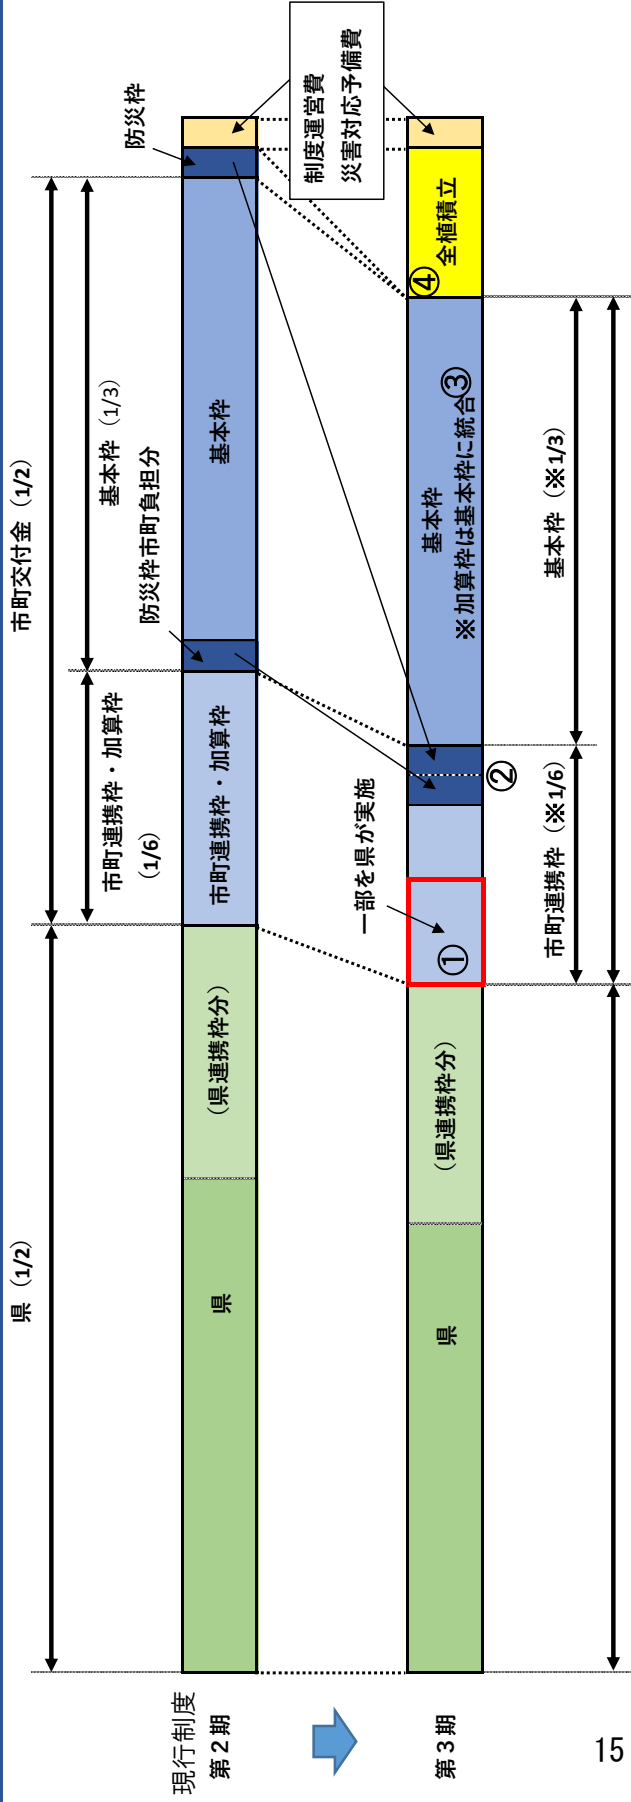 県（1/2）
市町交付金（1/2）
市町連携枠・加算枠
（1/6）
基本枠（1/3）
防災枠市町負担分
防災枠
現行制度
第２期
県
（県連携枠分）
市町連携枠・加算枠
基本枠
制度運営費
災害対応予備費
一部を県が実施
第３期
県
（県連携枠分）
①
②
基本枠
※加算枠は基本枠に統合
③
④
全植積立
市町連携枠（※1/6）
基本枠（※1/3）
15